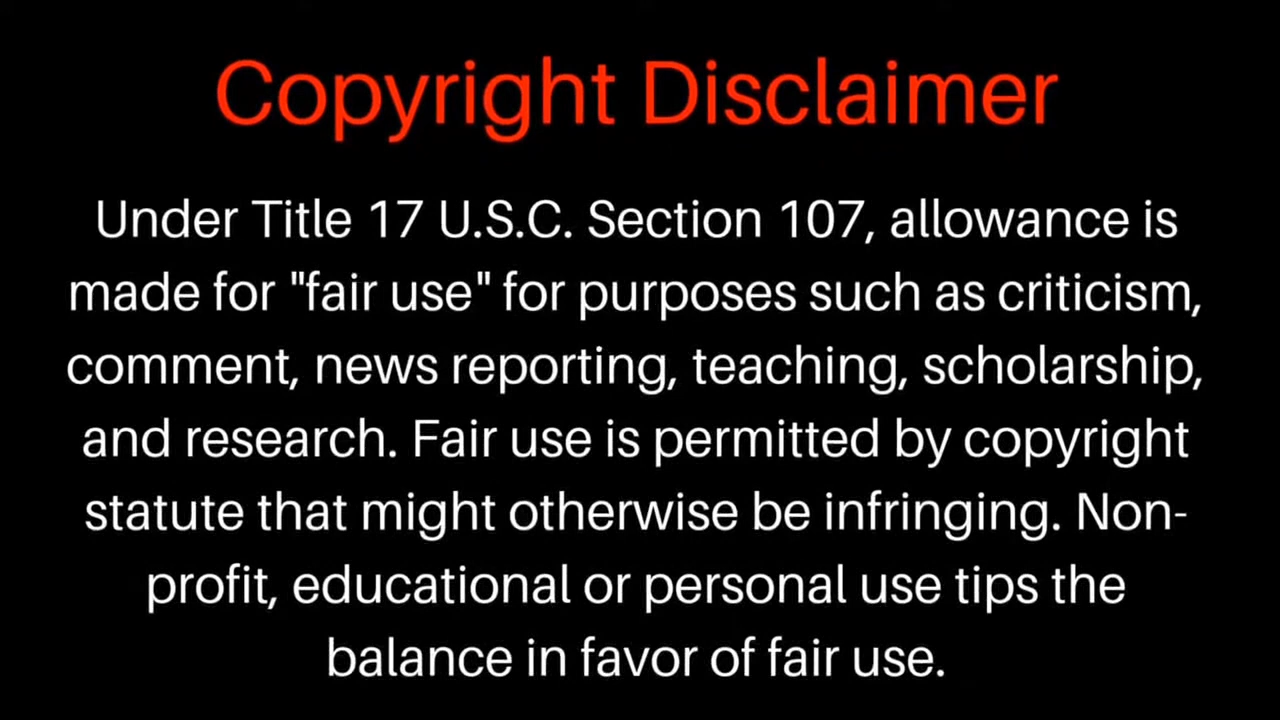 Copyright Disclaimer
Under Title 17 U.S.C. Section 107, allowance is
made for "fair use" for purposes such as criticism,
comment, news reporting, teaching, scholarship,
and research. Fair use is permitted by copyright
statute that might otherwise be infringing. Non-
profit, educational or personal use tips the
balance in favor of fair use.